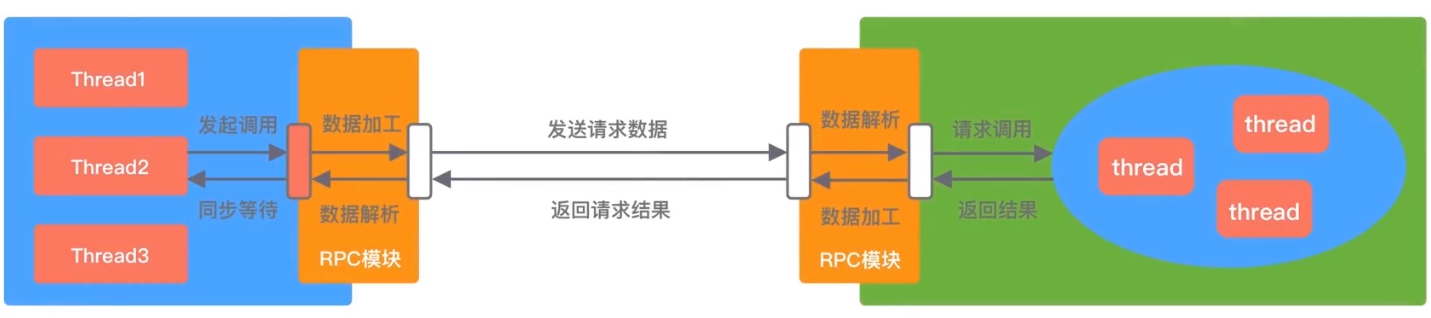 Thread1
Thread2
Thread3
发起调用
同步等待
数据加工
数据解析
RPC模块
发送请求数据
返回请求结果
数据解析
数据加工
RPC模块
请求调用
返回结果
thread
thread
thread